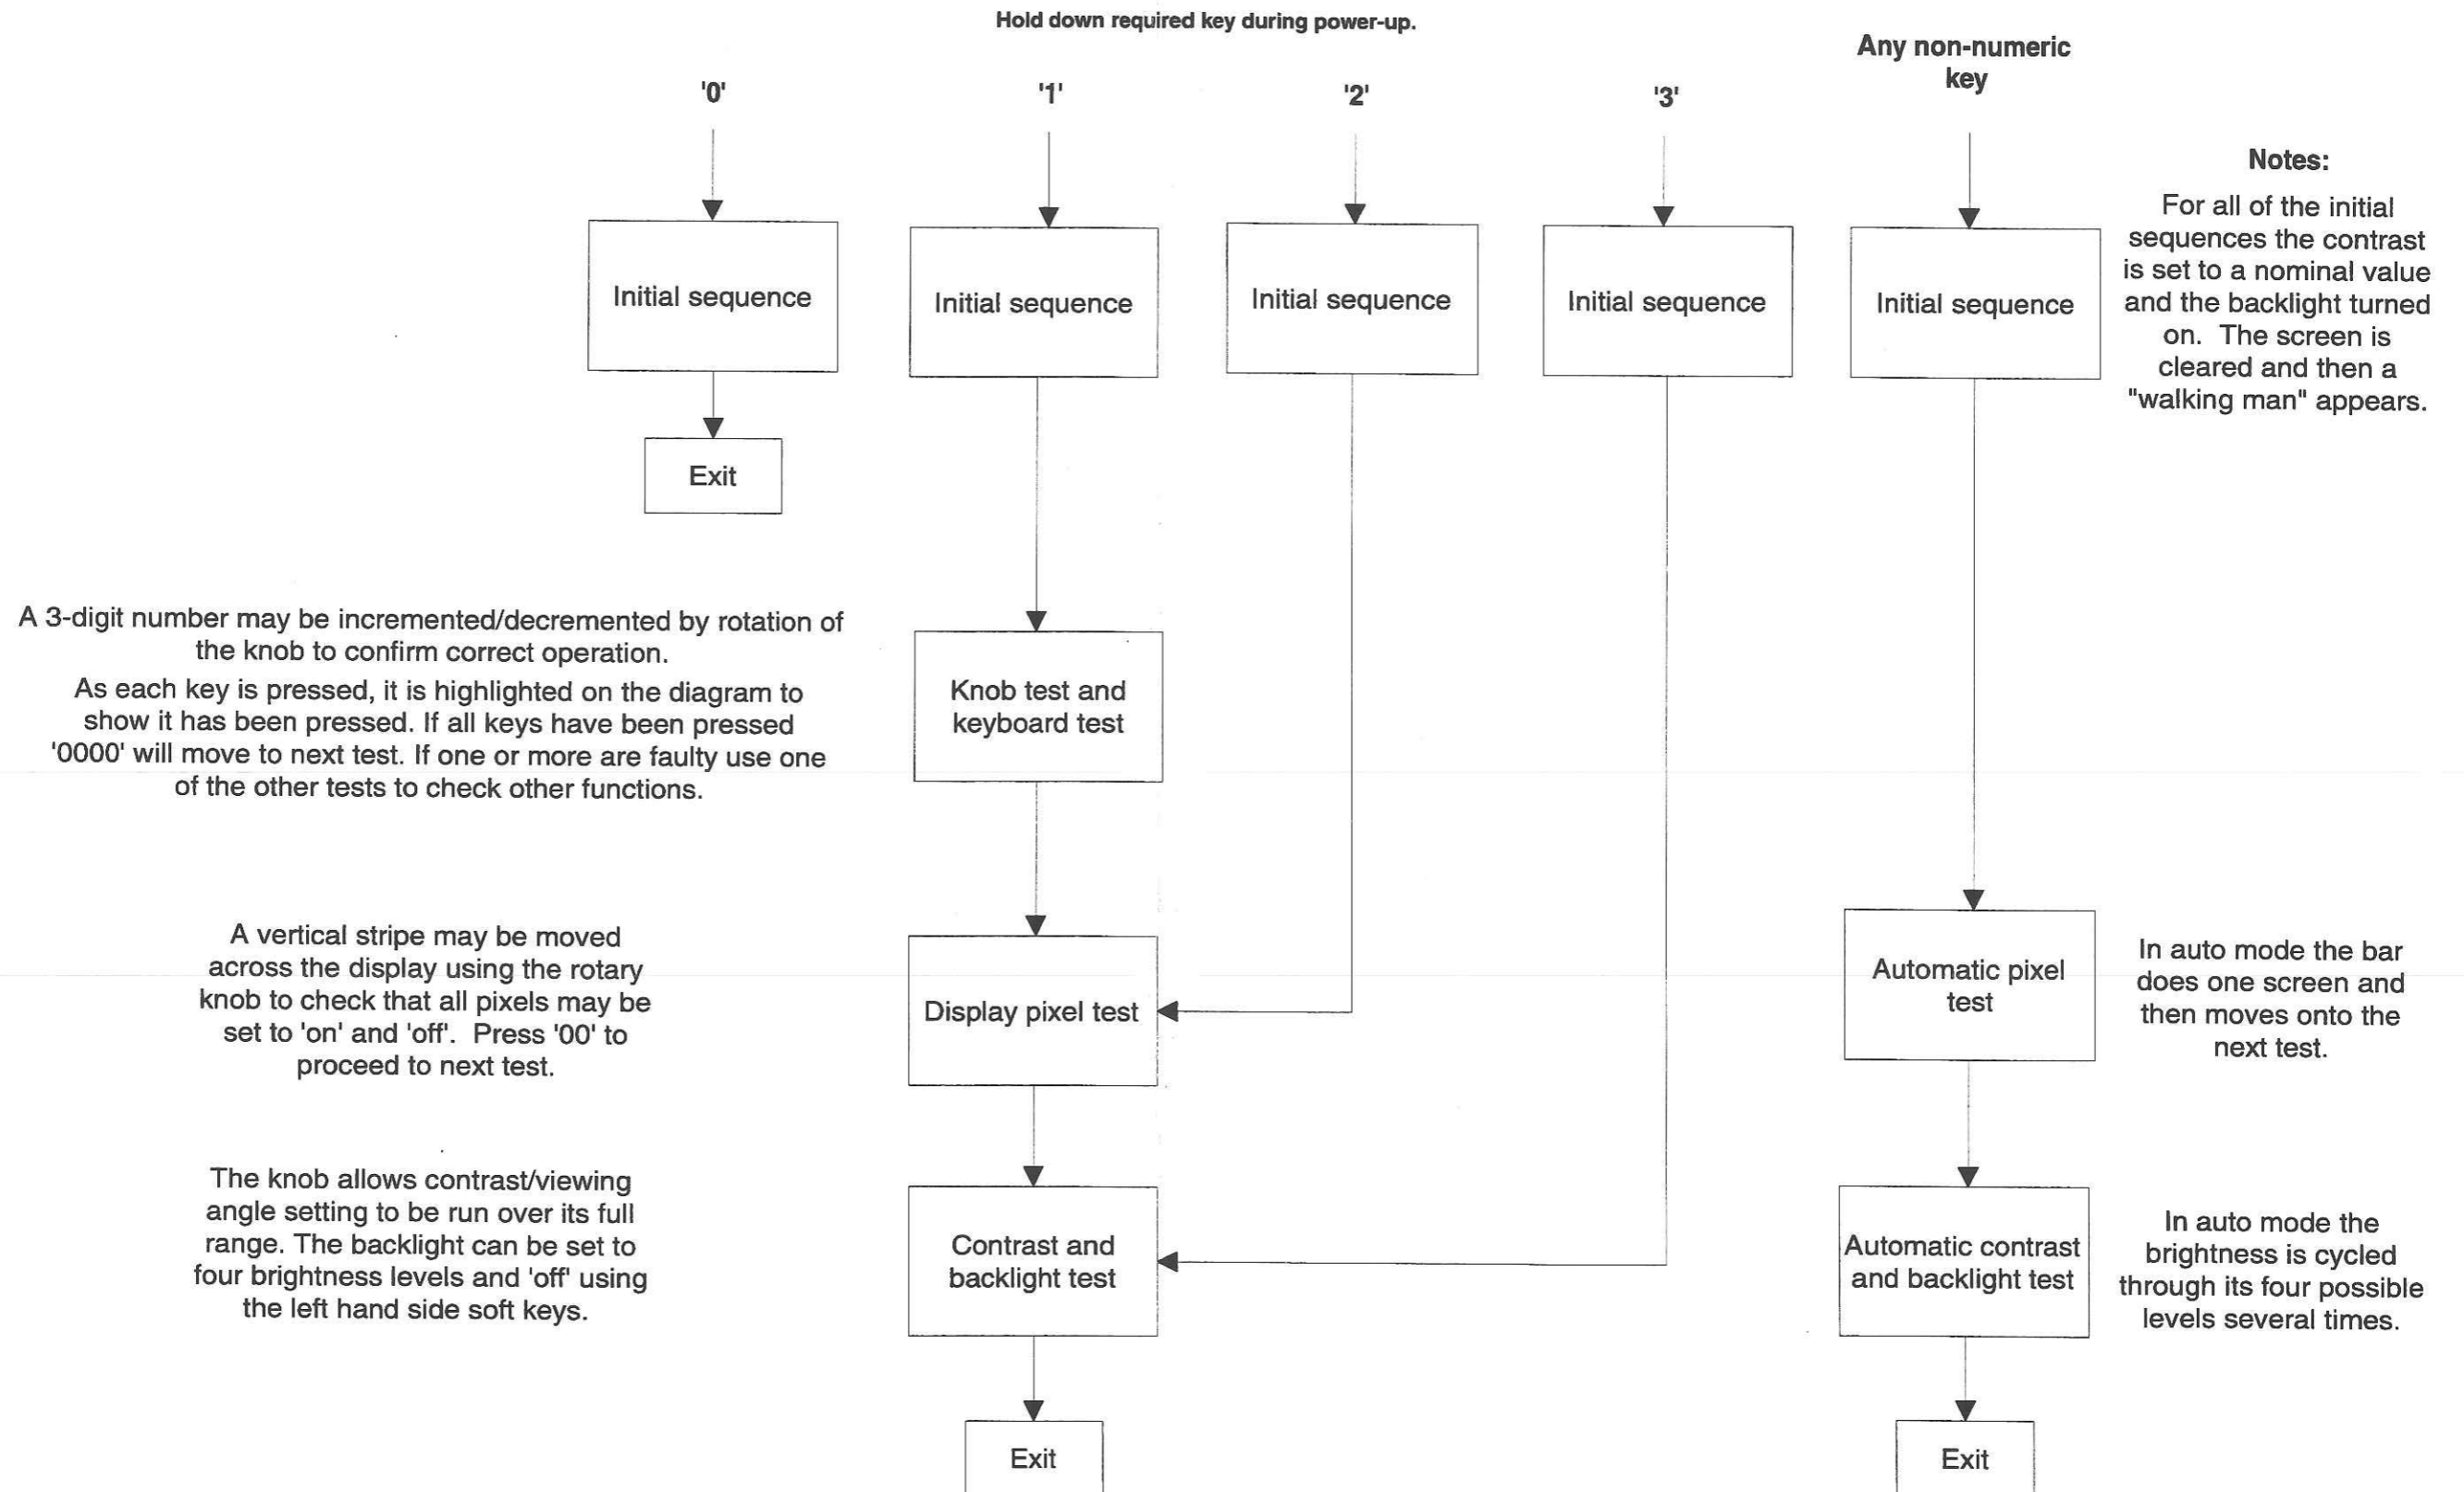 Hold down required key during power-up.
'0'
'1'
'2'
'3'
Any non-numeric
key
Initial sequence
Initial sequence
Initial sequence
Initial sequence
Initial sequence
Notes:
For all of the initial
sequences the contrast
is set to a nominal value
and the backlight turned
on. The screen is
cleared and then a
"walking man" appears.
Exit
A 3-digit number may be incremented/decremented by rotation of
the knob to confirm correct operation.
As each key is pressed, it is highlighted on the diagram to
show it has been pressed. If all keys have been pressed
'0000' will move to next test. If one or more are faulty use one
of the other tests to check other functions.
Knob test and
keyboard test
A vertical stripe may be moved
across the display using the rotary
knob to check that all pixels may be
set to 'on' and 'off'. Press '00' to
proceed to next test.
Display pixel test
Automatic pixel
test
In auto mode the bar
does one screen and
then moves onto the
next test.
The knob allows contrast/viewing
angle setting to be run over its full
range. The backlight can be set to
four brightness levels and 'off' using
the left hand side soft keys.
Contrast and
backlight test
Automatic contrast
and backlight test
In auto mode the
brightness is cycled
through its four possible
levels several times.
Exit
Exit